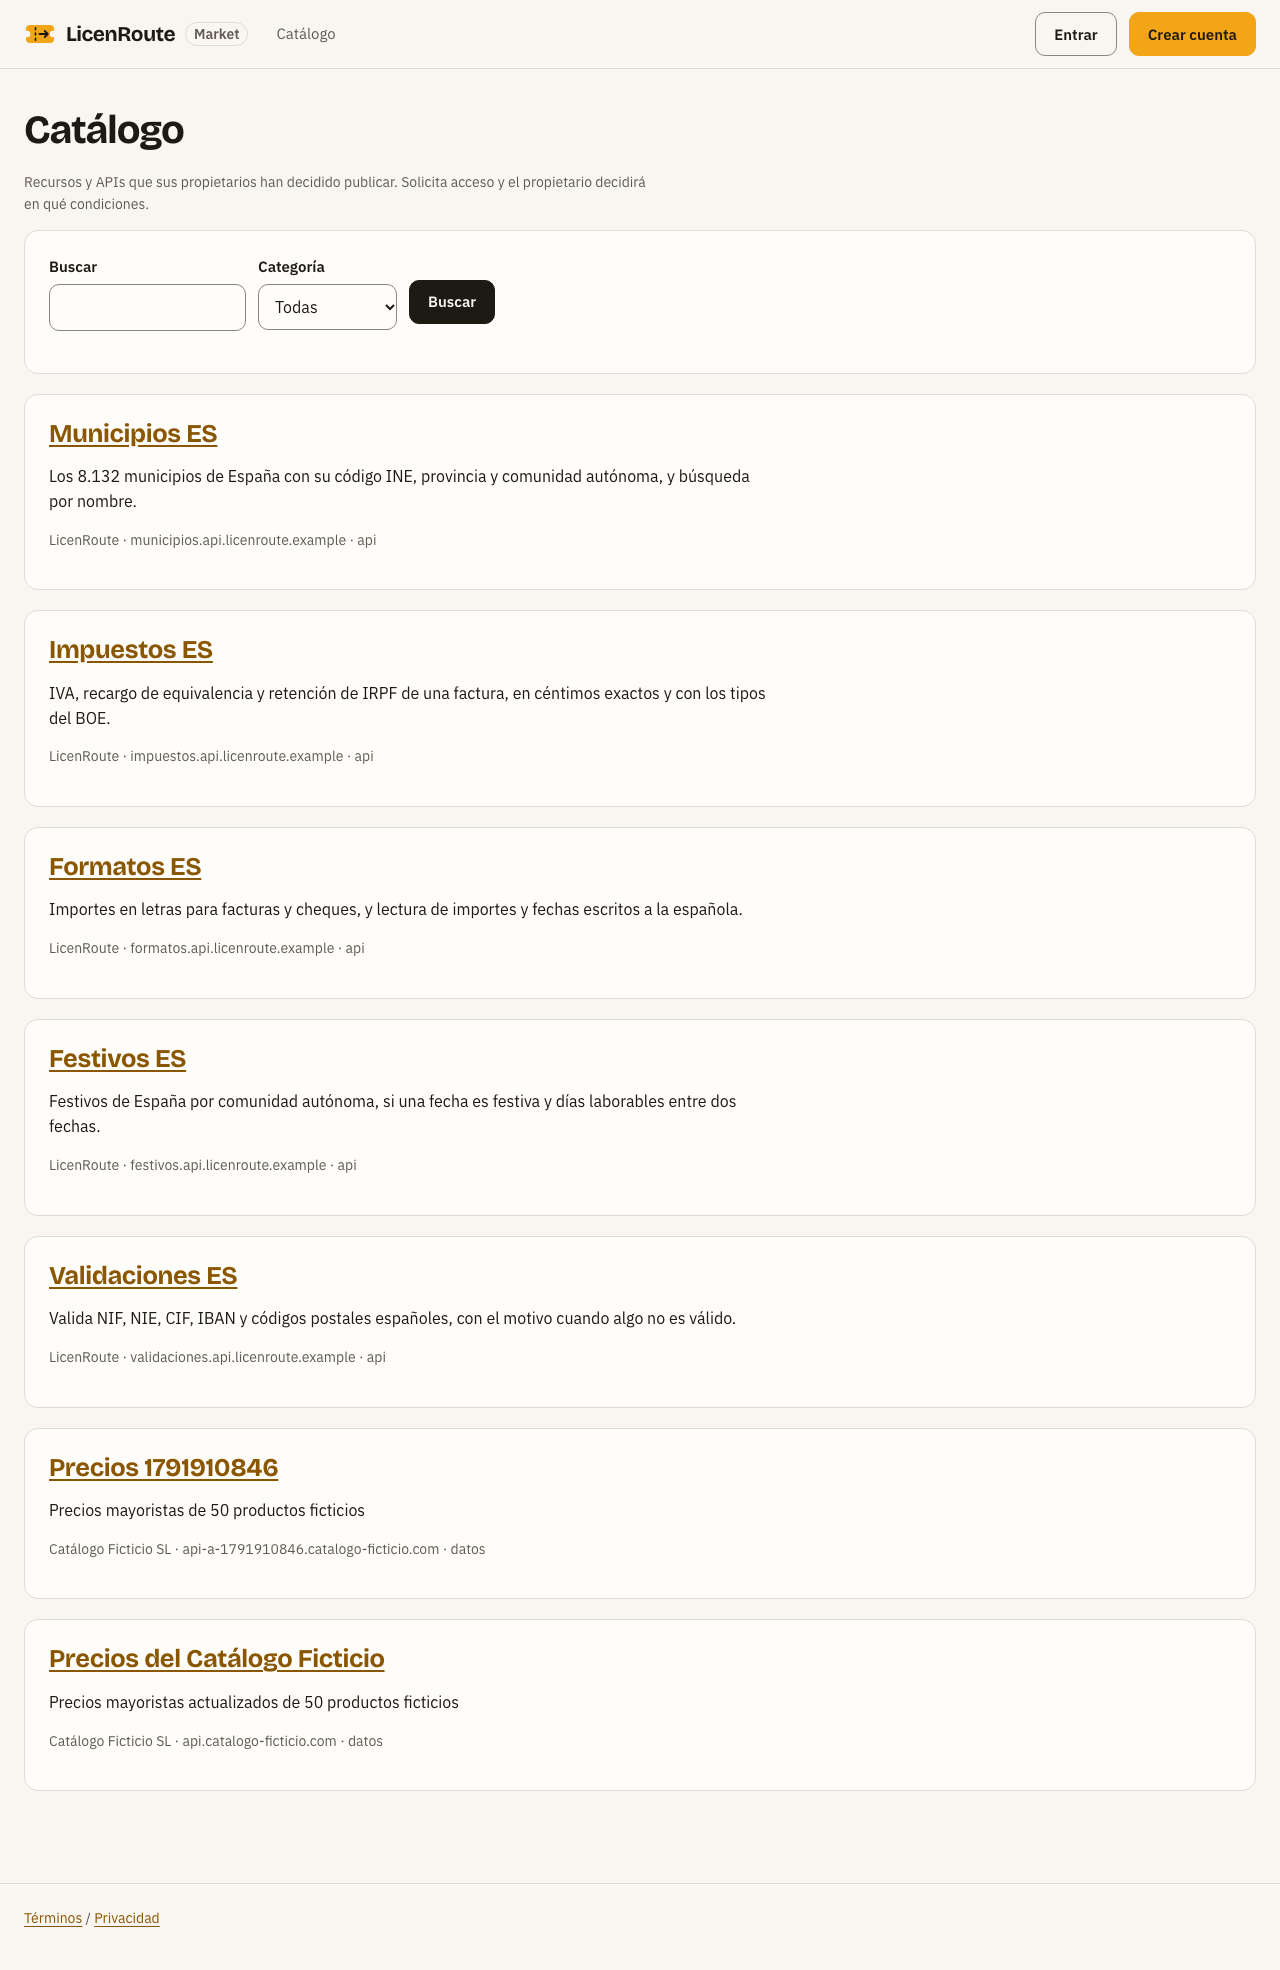 LicenRoute Market Catálogo Entrar Crear cuenta
Catálogo
Recursos y APIs que sus propietarios han decidido publicar. Solicita acceso y el propietario decidirá
en qué condiciones.
Buscar Categoría
Todas Buscar
Municipios ES
Los 8.132 municipios de España con su código INE, provincia y comunidad autónoma, y búsqueda
por nombre.
LicenRoute · municipios.api.licenroute.example · api
Impuestos ES
IVA, recargo de equivalencia y retención de IRPF de una factura, en céntimos exactos y con los tipos
del BOE.
LicenRoute · impuestos.api.licenroute.example · api
Formatos ES
Importes en letras para facturas y cheques, y lectura de importes y fechas escritos a la española.
LicenRoute · formatos.api.licenroute.example · api
Festivos ES
Festivos de España por comunidad autónoma, si una fecha es festiva y días laborables entre dos
fechas.
LicenRoute · festivos.api.licenroute.example · api
Validaciones ES
Valida NIF, NIE, CIF, IBAN y códigos postales españoles, con el motivo cuando algo no es válido.
LicenRoute · validaciones.api.licenroute.example · api
Precios 1791910846
Precios mayoristas de 50 productos ficticios
Catálogo Ficticio SL · api-a-1791910846.catalogo-ficticio.com · datos
Precios del Catálogo Ficticio
Precios mayoristas actualizados de 50 productos ficticios
Catálogo Ficticio SL · api.catalogo-ficticio.com · datos
Términos / Privacidad